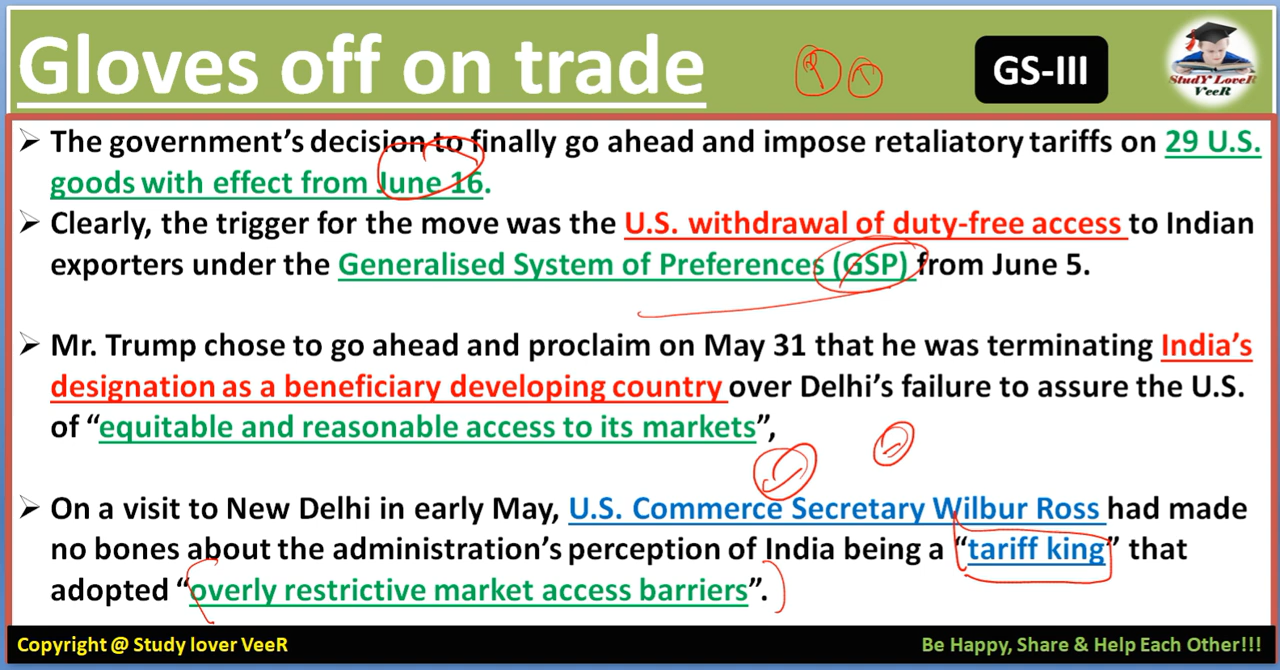 Gloves off on trade
GS-III
StudY LoveR
VeeR
➢ The government’s decision to finally go ahead and impose retaliatory tariffs on 29 U.S.
goods with effect from June 16.
➢ Clearly, the trigger for the move was the U.S. withdrawal of duty-free access to Indian
exporters under the Generalised System of Preferences (GSP) from June 5.
➢ Mr. Trump chose to go ahead and proclaim on May 31 that he was terminating India’s
designation as a beneficiary developing country over Delhi’s failure to assure the U.S.
of “equitable and reasonable access to its markets”,
➢ On a visit to New Delhi in early May, U.S. Commerce Secretary Wilbur Ross had made
no bones about the administration’s perception of India being a “tariff king” that
adopted “overly restrictive market access barriers”.
Copyright @ Study lover VeeR
Be Happy, Share & Help Each Other!!!